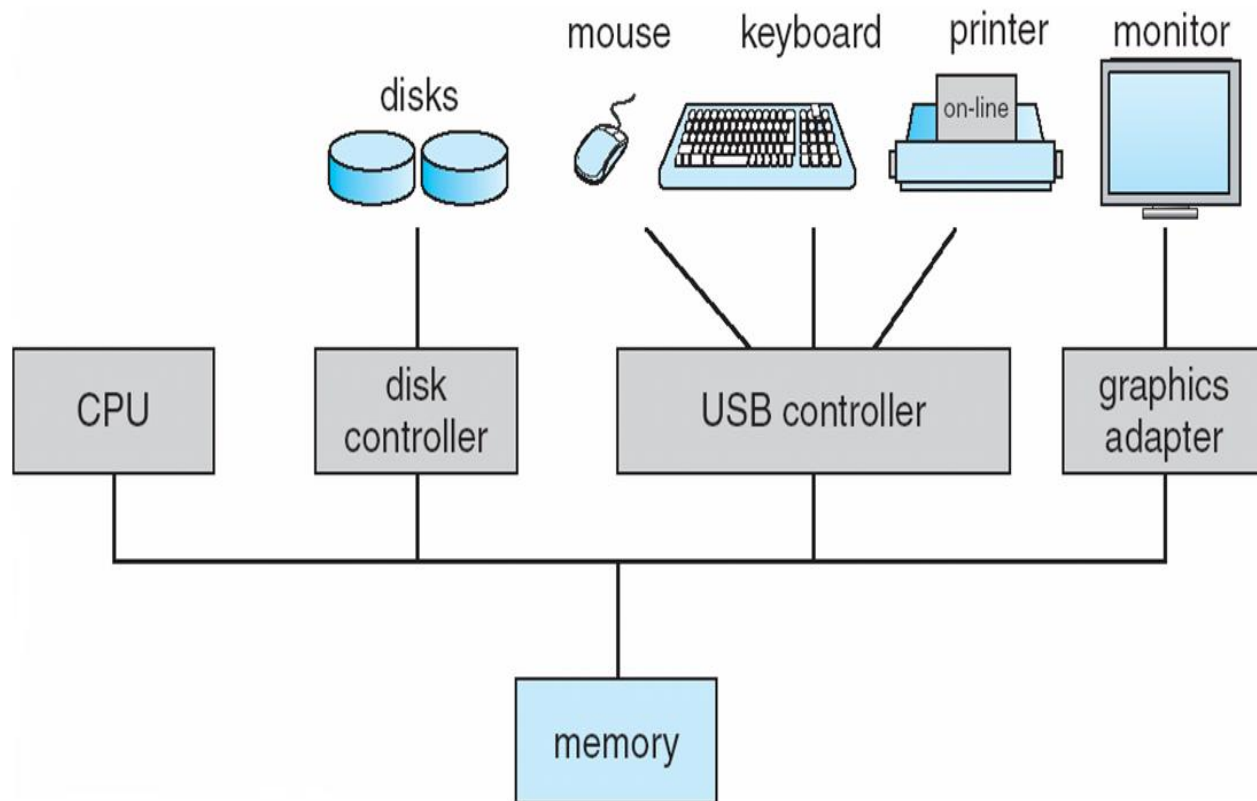 mouse
keyboard
printer
monitor
disks
on-line
CPU
disk
controller
USB controller
graphics
adapter
memory